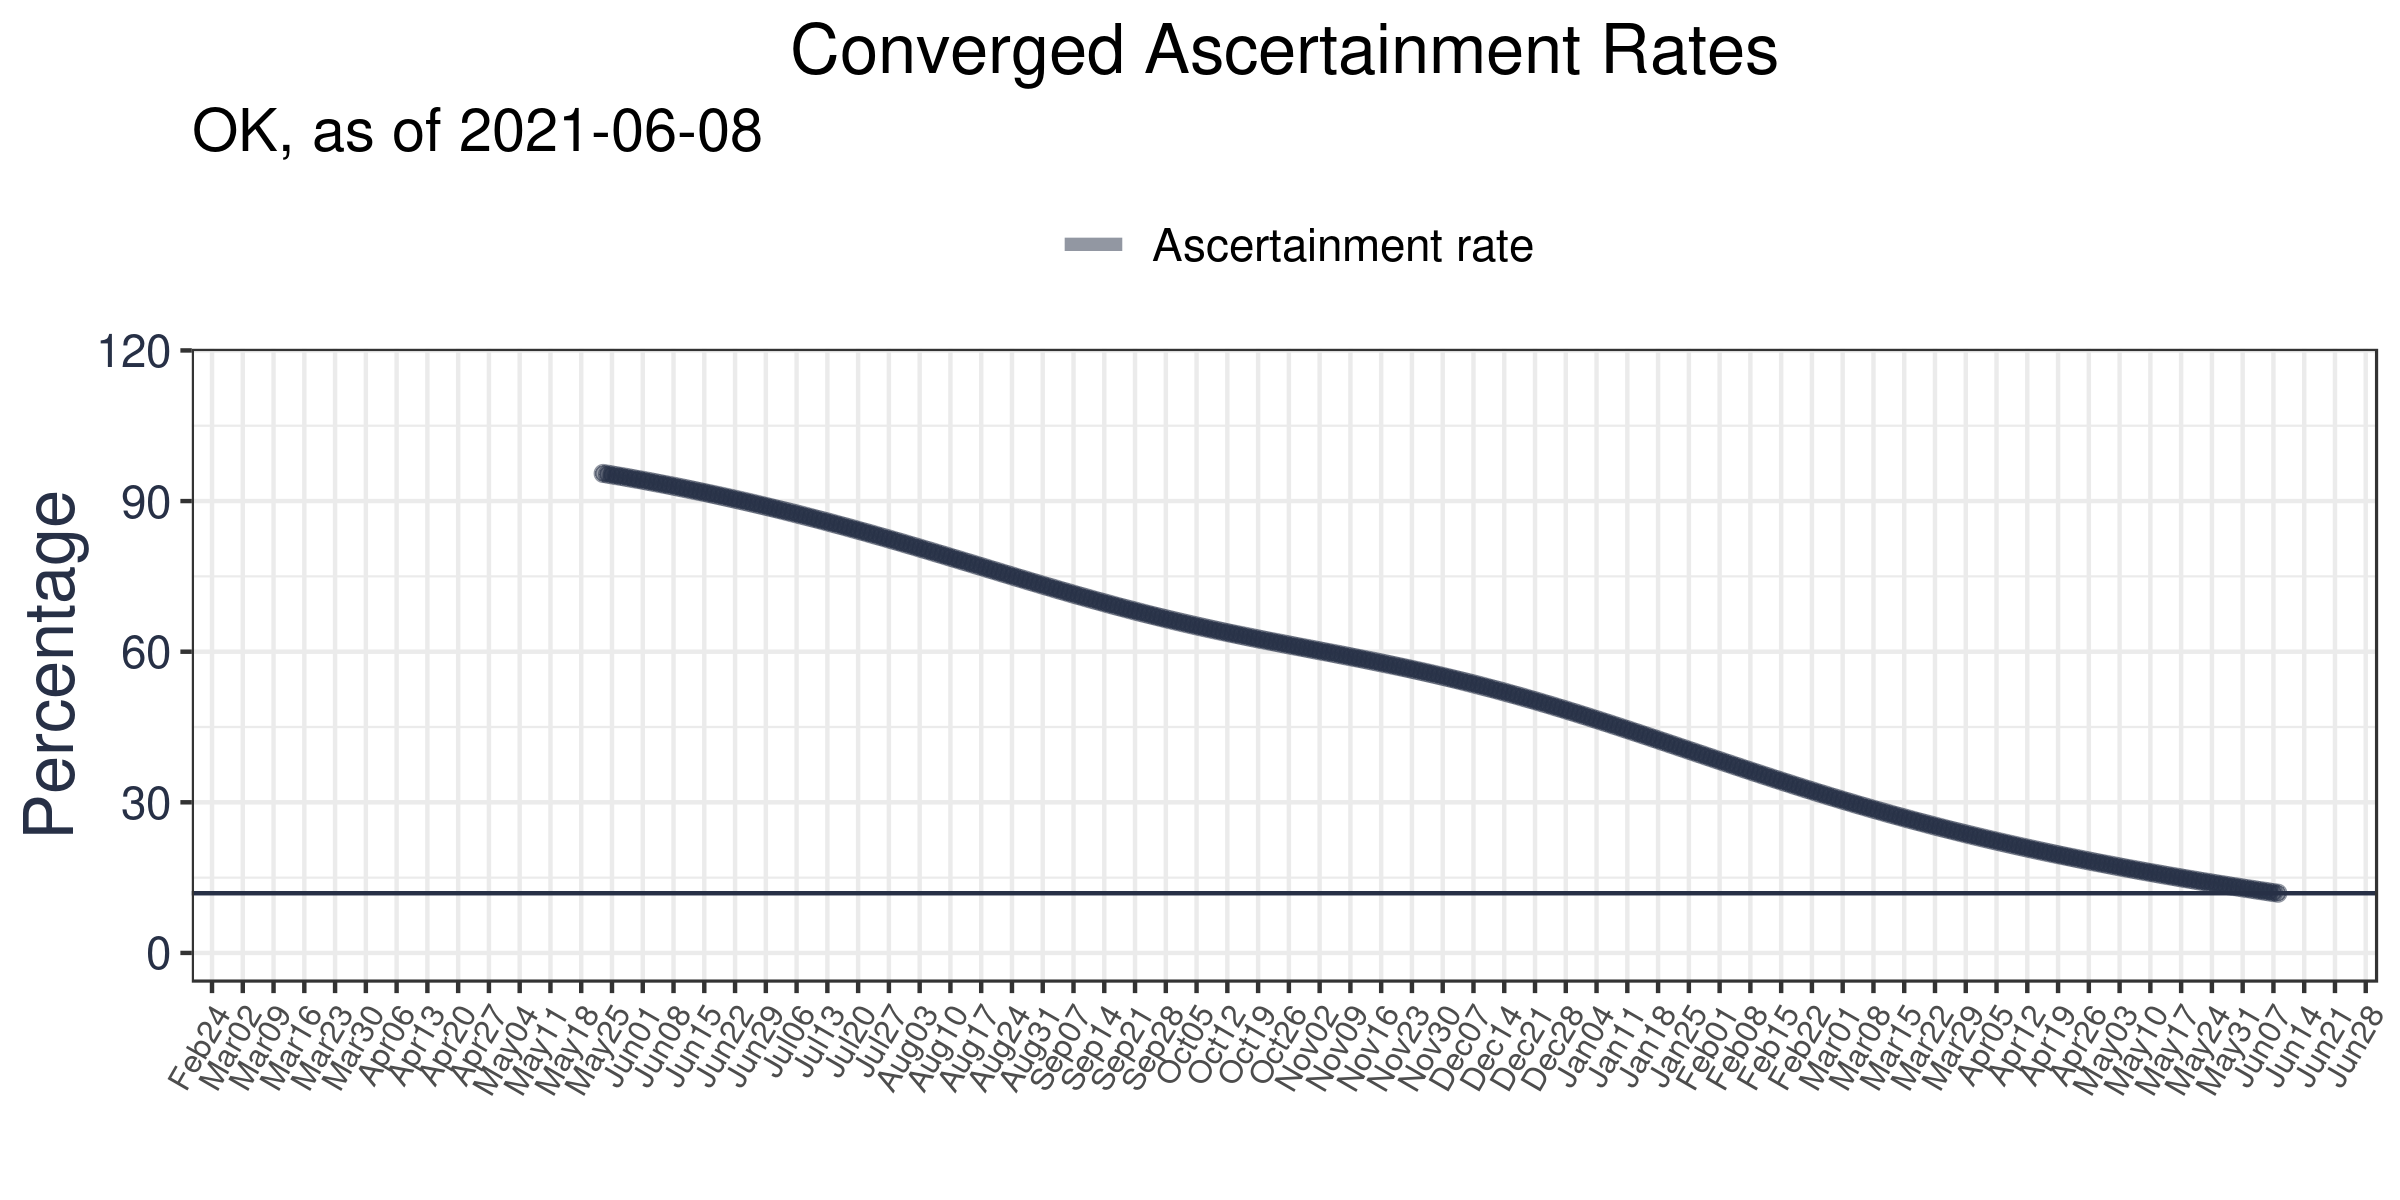 Converged Ascertainment Rates
OK, as of 2021-06-08
Ascertainment rate
Percentage
120
90
60
30
0
Feb24 Mar02 Mar09 Mar16 Mar23 Mar30 Apr06 Apr13 Apr20 Apr27 May04 May11 May18 May25 Jun01 Jun08 Jun15 Jun22 Jun29 Jul06 Jul13 Jul20 Jul27 Aug03 Aug10 Aug17 Aug24 Aug31 Sep07 Sep14 Sep21 Sep28 Oct05 Oct12 Oct19 Oct26 Nov02 Nov09 Nov16 Nov23 Nov30 Dec07 Dec14 Dec21 Dec28 Jan04 Jan11 Jan18 Jan25 Feb01 Feb08 Feb15 Feb22 Mar01 Mar08 Mar15 Mar22 Mar29 Apr05 Apr12 Apr19 Apr26 May03 May10 May17 May24 May31 Jun07 Jun14 Jun21 Jun28